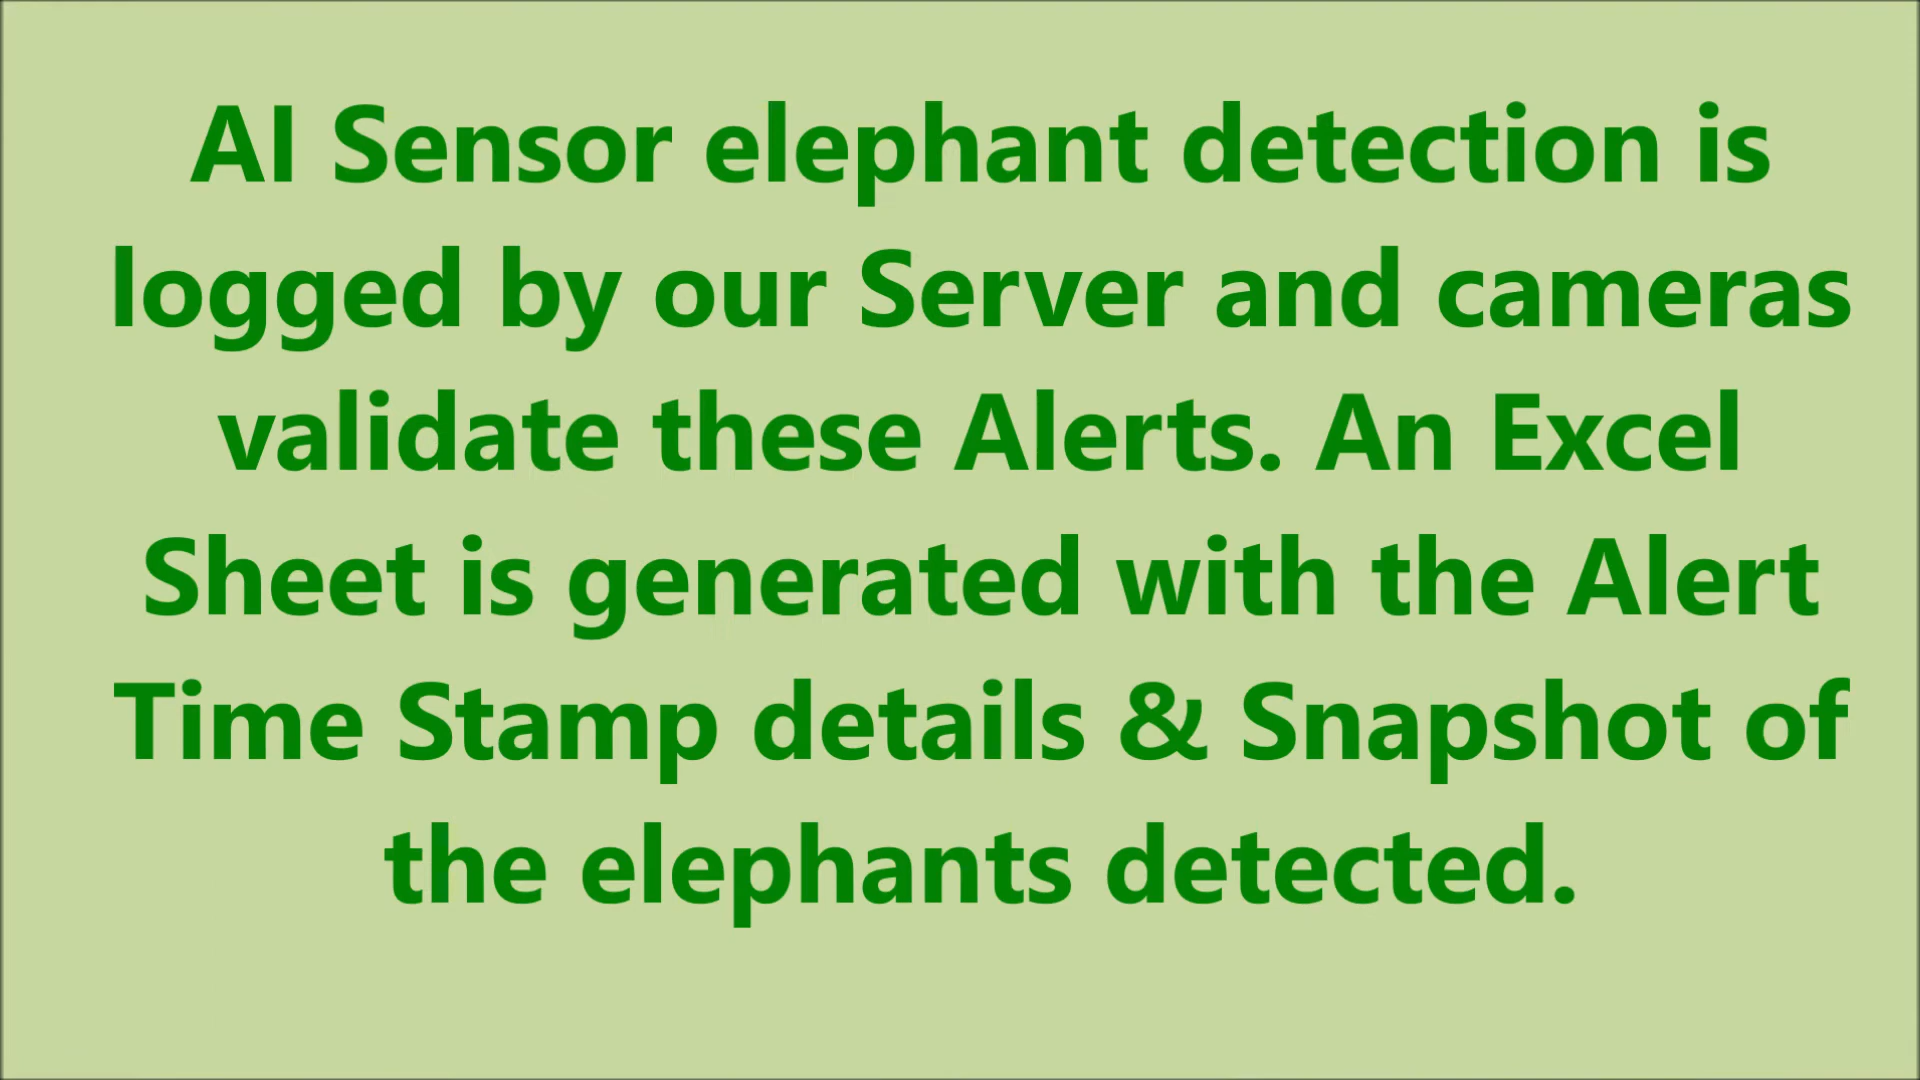 AI Sensor elephant detection is
logged by our Server and cameras
validate these Alerts. An Excel
Sheet is generated with the Alert
Time Stamp details & Snapshot of
the elephants detected.